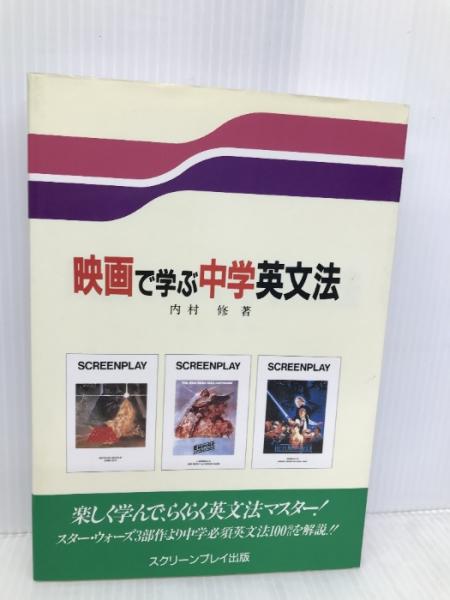 映画で学ぶ中学英文法
内村 修 著
SCREENPLAY
SCREENPLAY
SCREENPLAY
楽しく学んで、らくらく英文法マスター!
スター・ウォーズ3部作より中学必須英文法100項目を解説!!
スクリーンプレイ出版